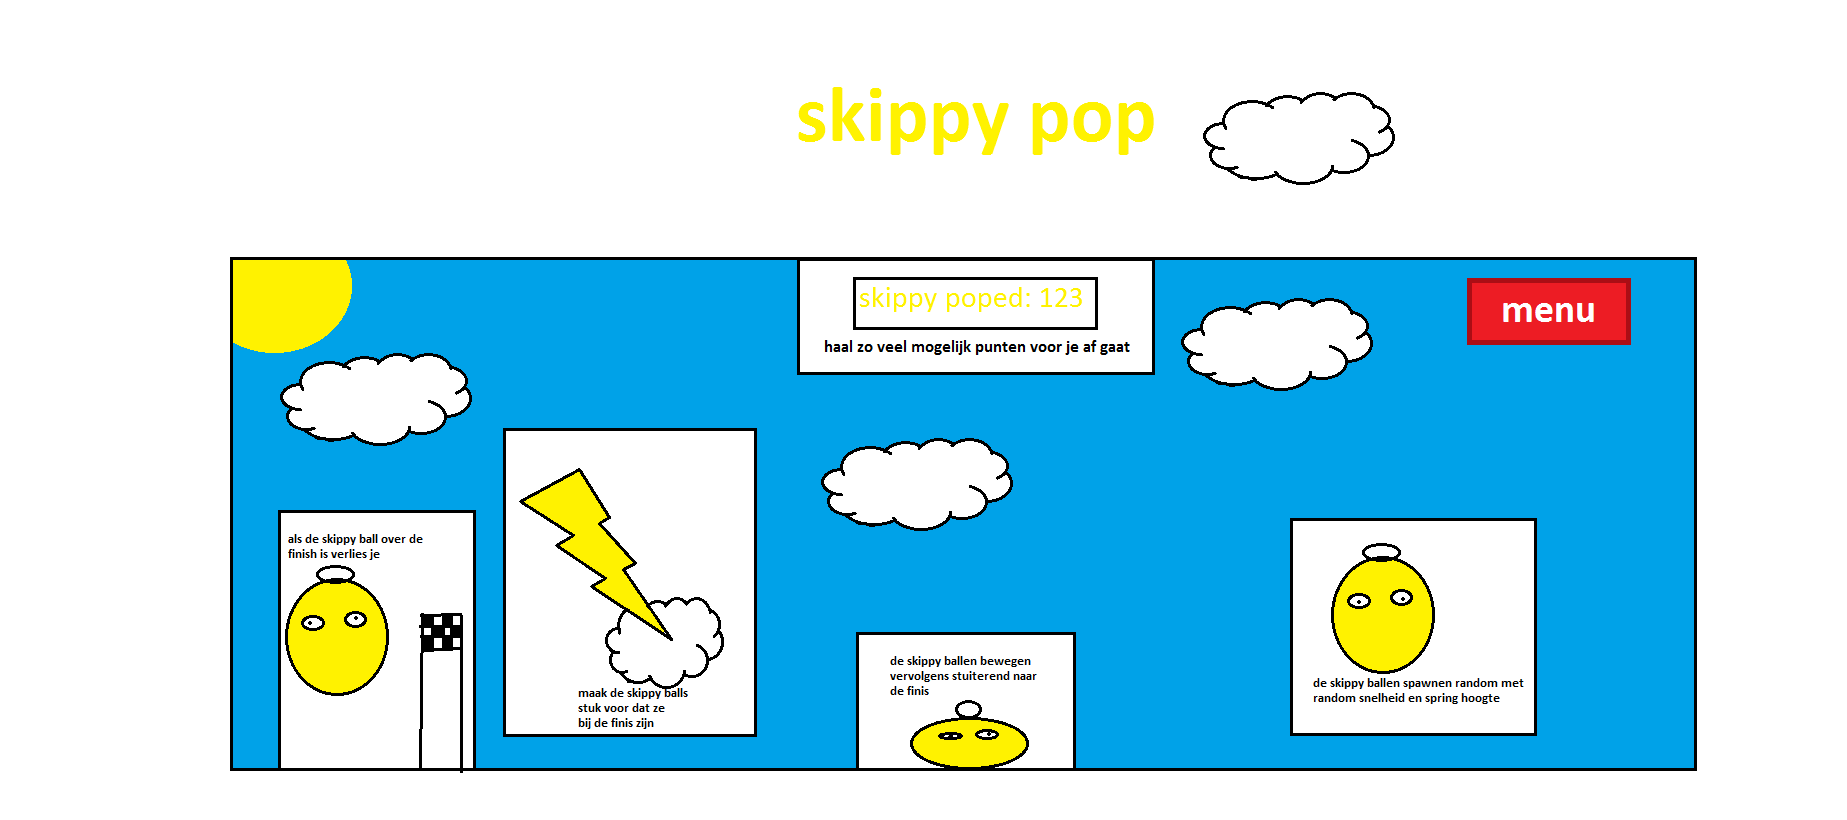 skippy pop
skippy poped: 123
haal zo veel mogelijk punten voor je af gaat
menu
als de skippy ball over de
finish is verlies je
maak de skippy balls
stuk voor dat ze
bij de finis zijn
de skippy ballen bewegen
vervolgens stuiterend naar
de finis
de skippy ballen spawnen random met
random snelheid en spring hoogte